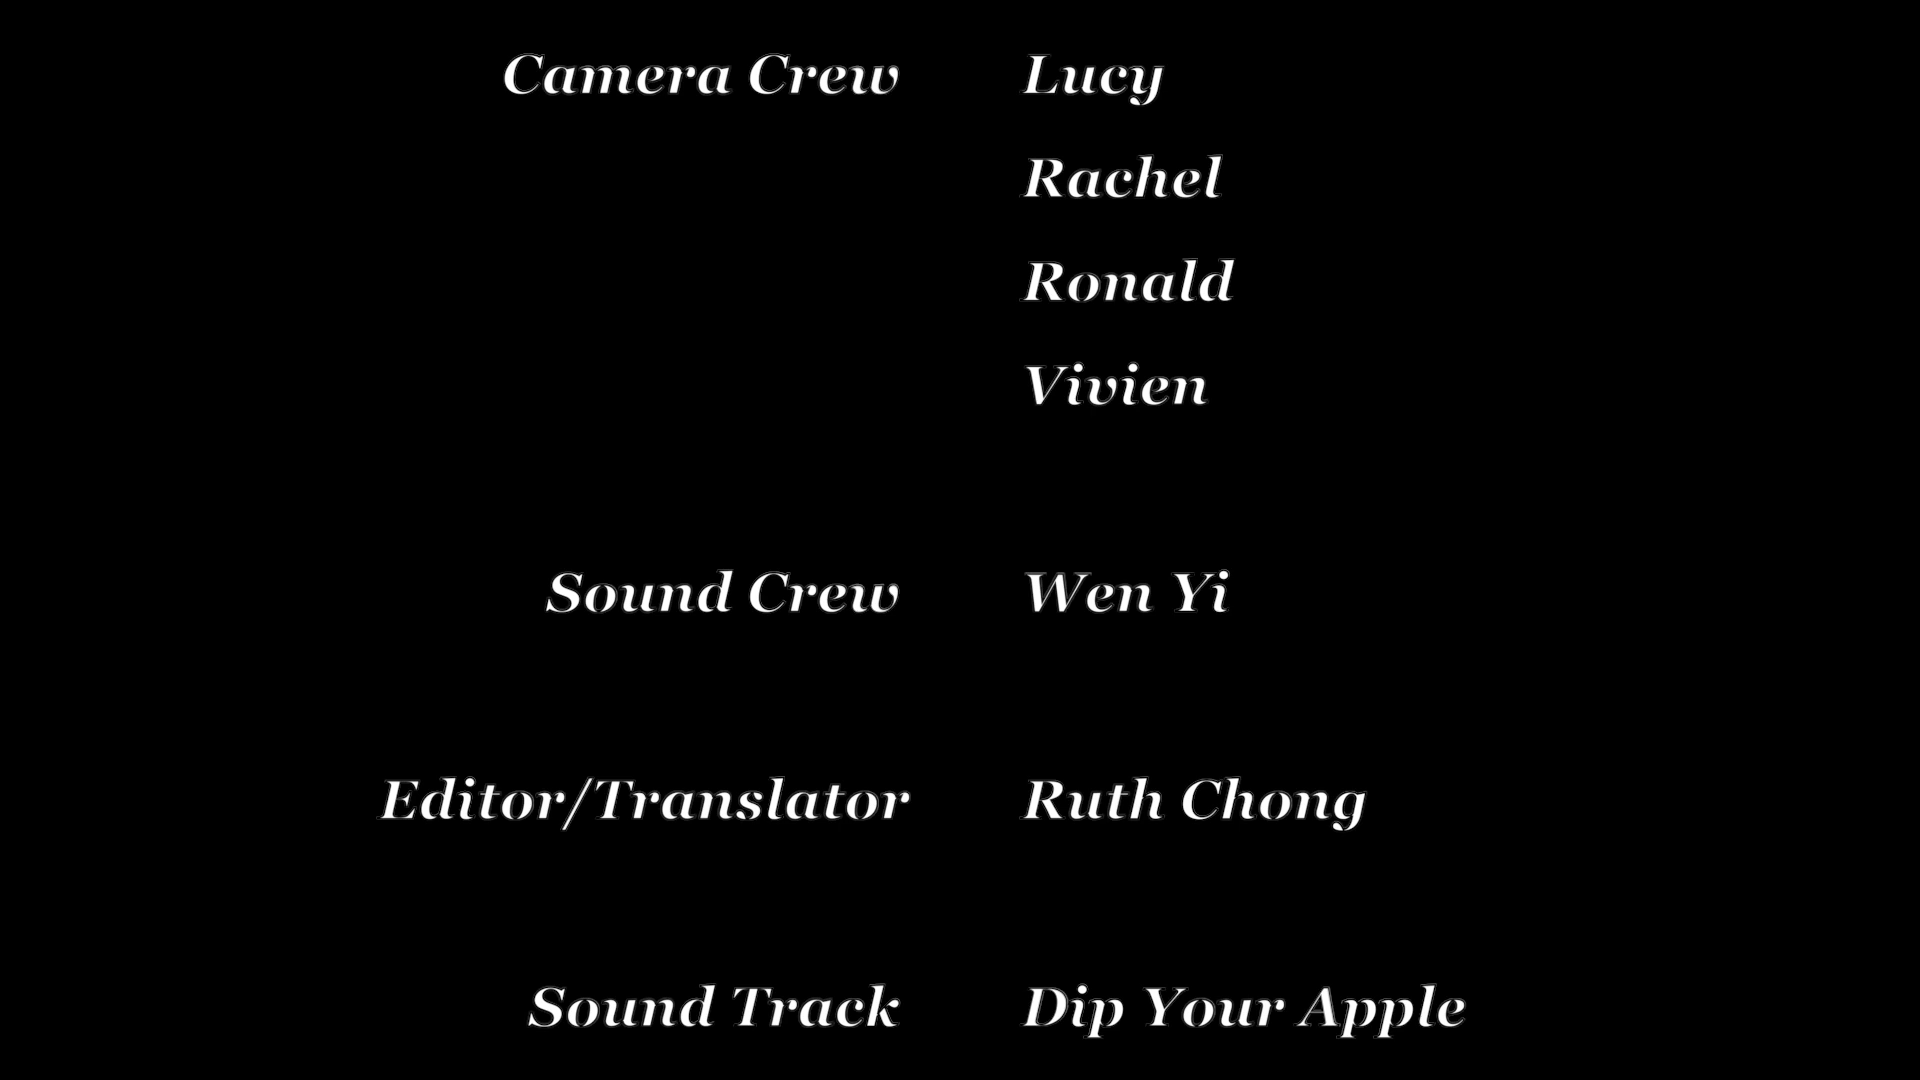 Camera Crew Lucy
Rachel
Ronald
Vivien
Sound Crew Wen Yi
Editor/Translator Ruth Chong
Sound Track Dip Your Apple